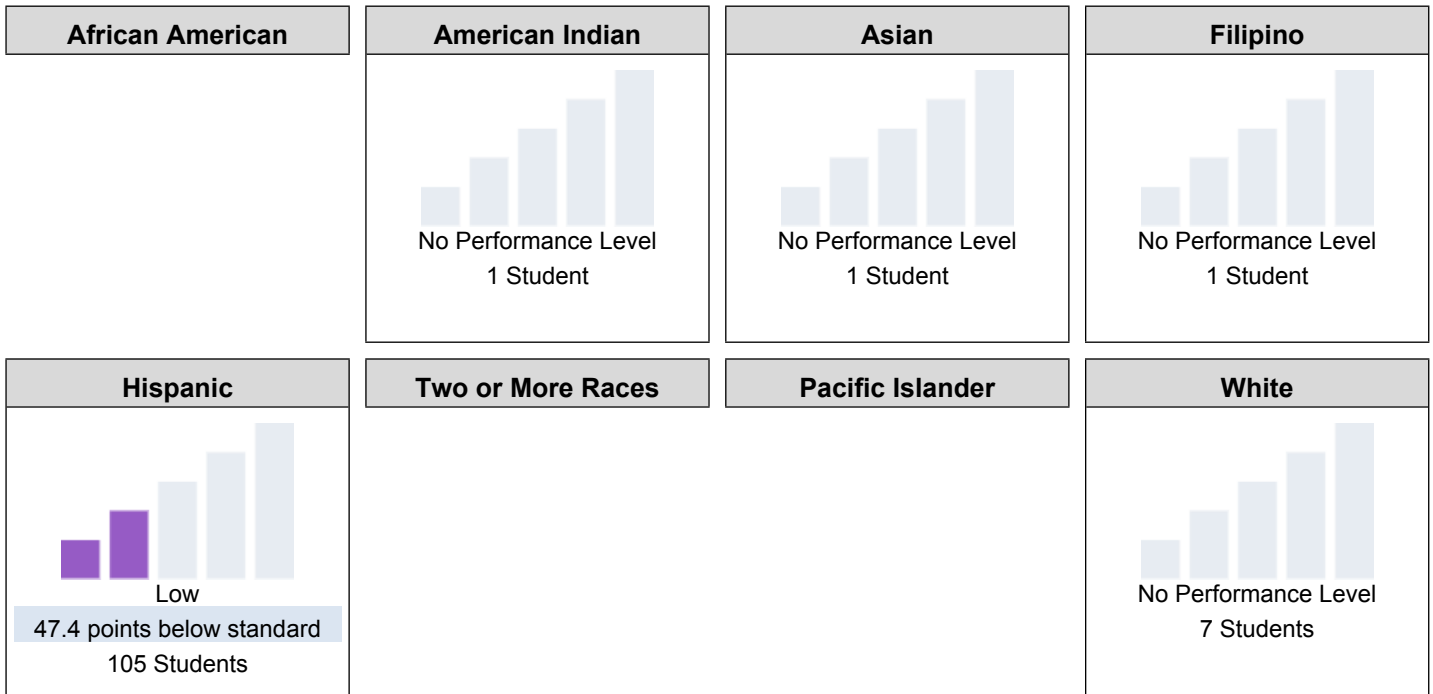 African American
American Indian
No Performance Level
1 Student
Asian
No Performance Level
1 Student
Filipino
No Performance Level
1 Student
Hispanic
Low
47.4 points below standard
105 Students
Two or More Races
Pacific Islander
White
No Performance Level
7 Students